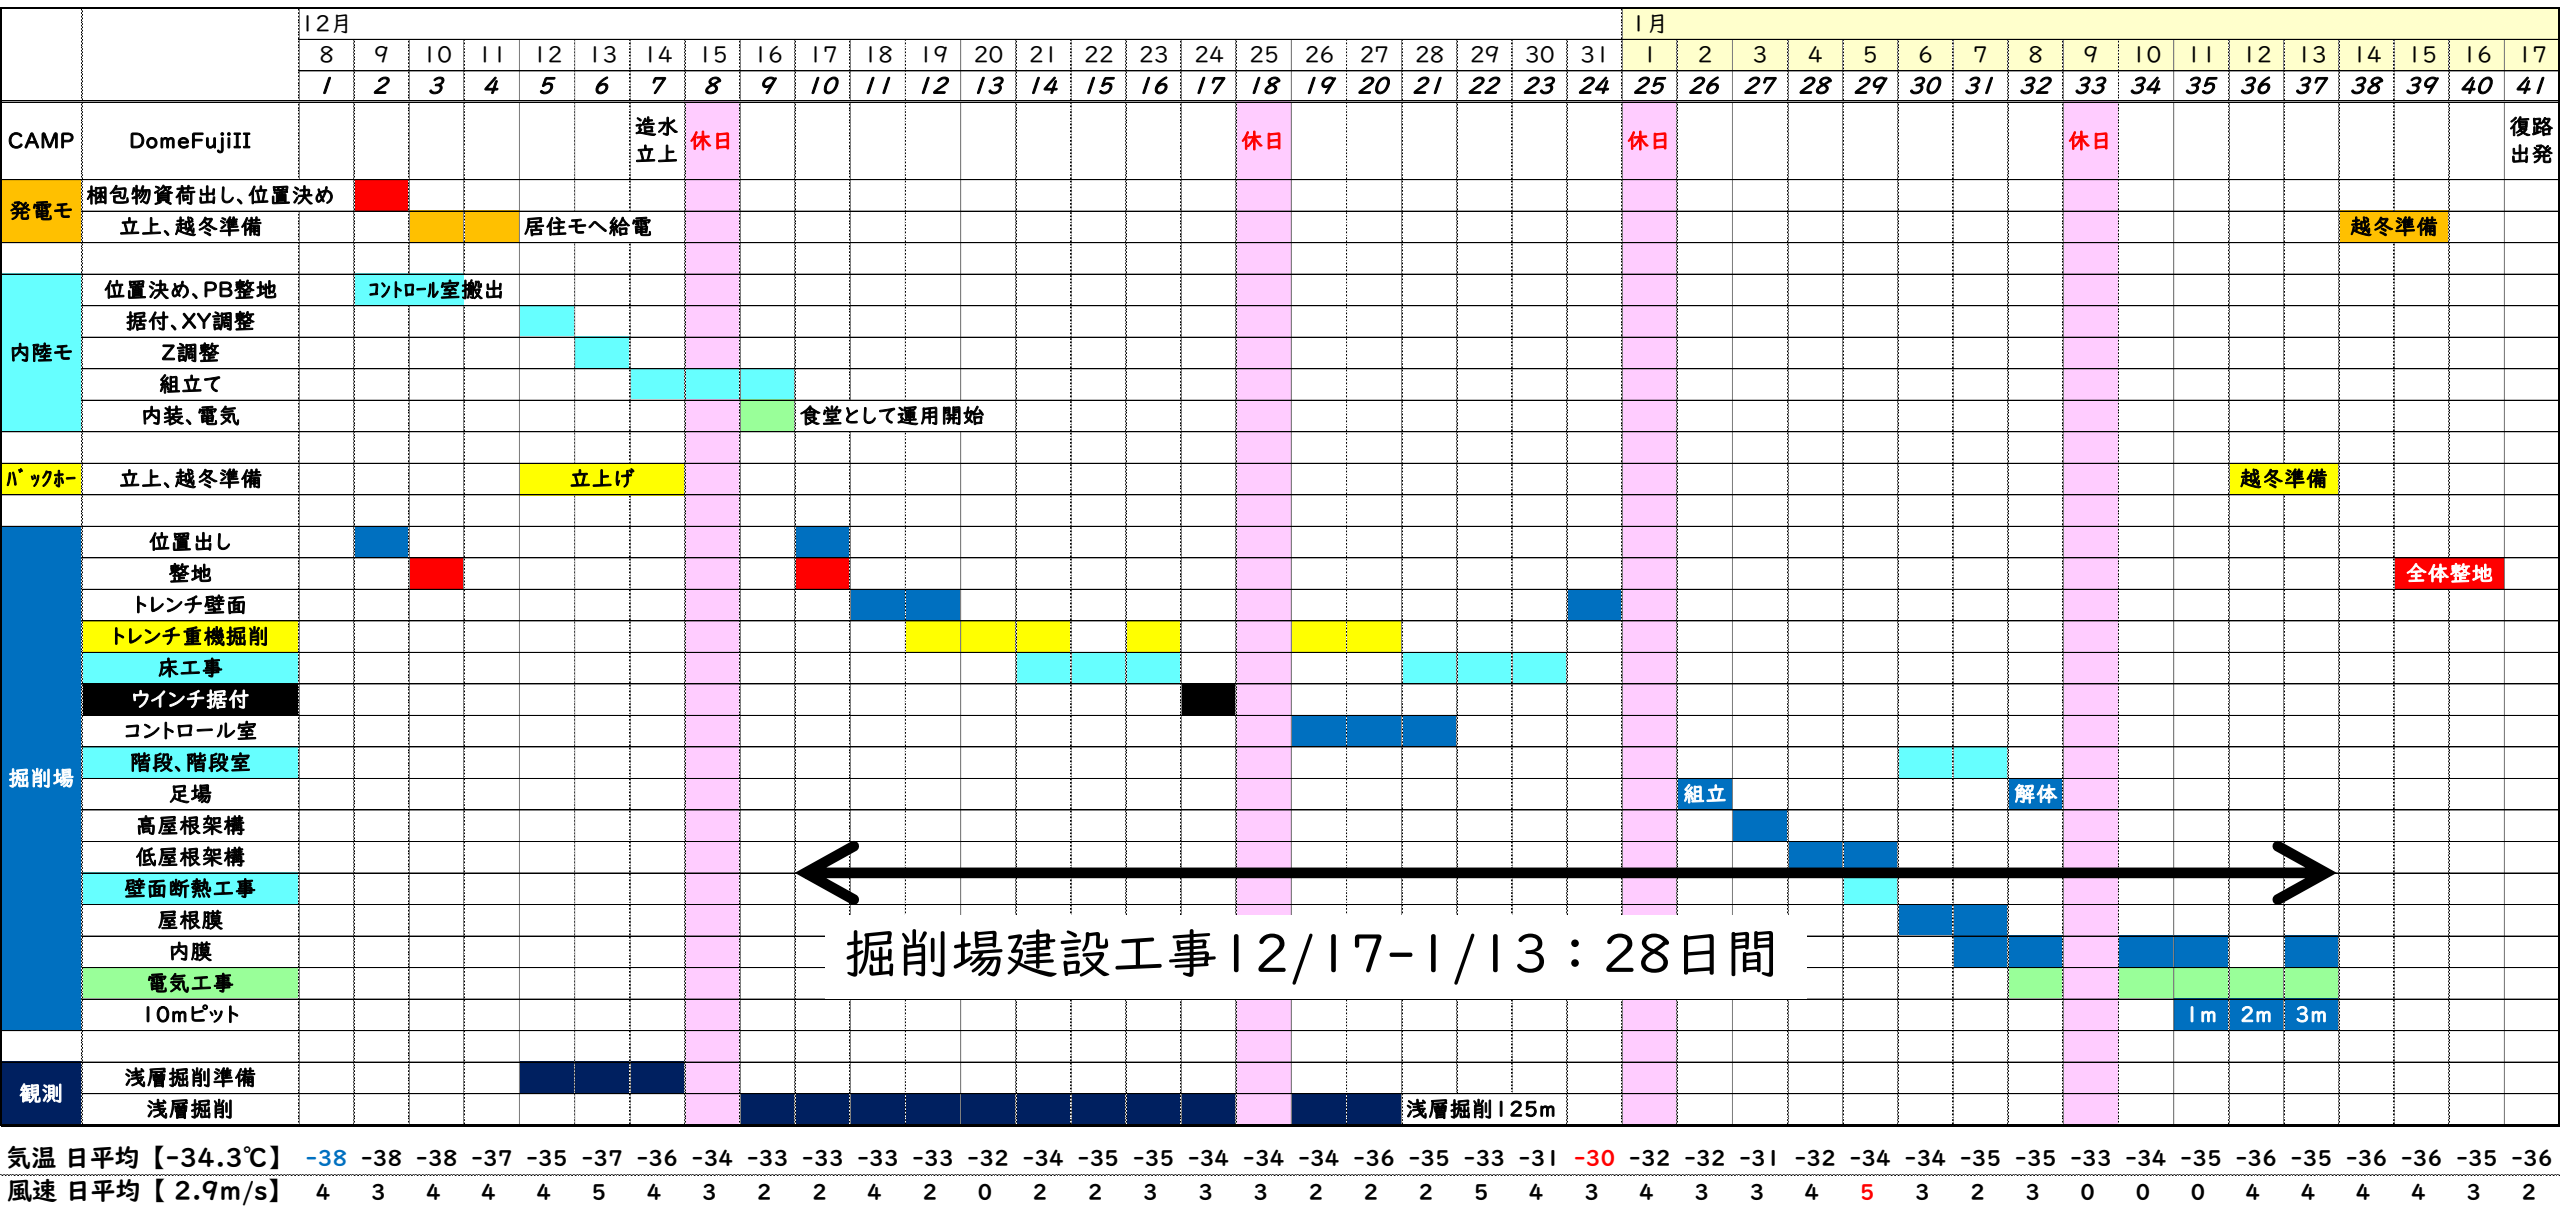 12月 1月
8 9 10 11 12 13 14 15 16 17 18 19 20 21 22 23 24 25 26 27 28 29 30 31 1 2 3 4 5 6 7 8 9 10 11 12 13 14 15 16 17
1 2 3 4 5 6 7 8 9 10 11 12 13 14 15 16 17 18 19 20 21 22 23 24 25 26 27 28 29 30 31 32 33 34 35 36 37 38 39 40 41
CAMP DomeFujiII 造水 立上 休日 休日 休日 休日 復路 出発
発電モ
梱包物資荷出し、位置決め
立上、越冬準備 居住モへ給電 越冬準備
内陸モ
位置決め、PB整地 ｺﾝﾄﾛｰﾙ室搬出
据付、XY調整
Z調整
組立て
内装、電気 食堂として運用開始
ﾊﾞｯｸﾎｰ 立上、越冬準備 立上げ 越冬準備
掘削場
位置出し
整地 全体整地
トレンチ壁面
トレンチ重機掘削
床工事
ウインチ据付
コントロール室
階段、階段室
足場 組立 解体
高屋根架構
低屋根架構
壁面断熱工事
屋根膜
内膜
掘削場建設工事12/17-1/13：28日間
電気工事
10mピット 1m 2m 3m
観測
浅層掘削準備
浅層掘削 浅層掘削125m
気温 日平均【-34.3℃】 -38 -38 -38 -37 -35 -37 -36 -34 -33 -33 -33 -33 -32 -34 -35 -35 -34 -34 -34 -36 -35 -33 -31 -30 -32 -32 -31 -32 -34 -34 -35 -35 -33 -34 -35 -36 -35 -36 -36 -35 -36
風速 日平均【 2.9m/s】 4 3 4 4 4 5 4 3 2 2 4 2 0 2 2 3 3 3 2 2 2 5 4 3 4 3 3 4 5 3 2 3 0 0 0 4 4 4 4 3 2